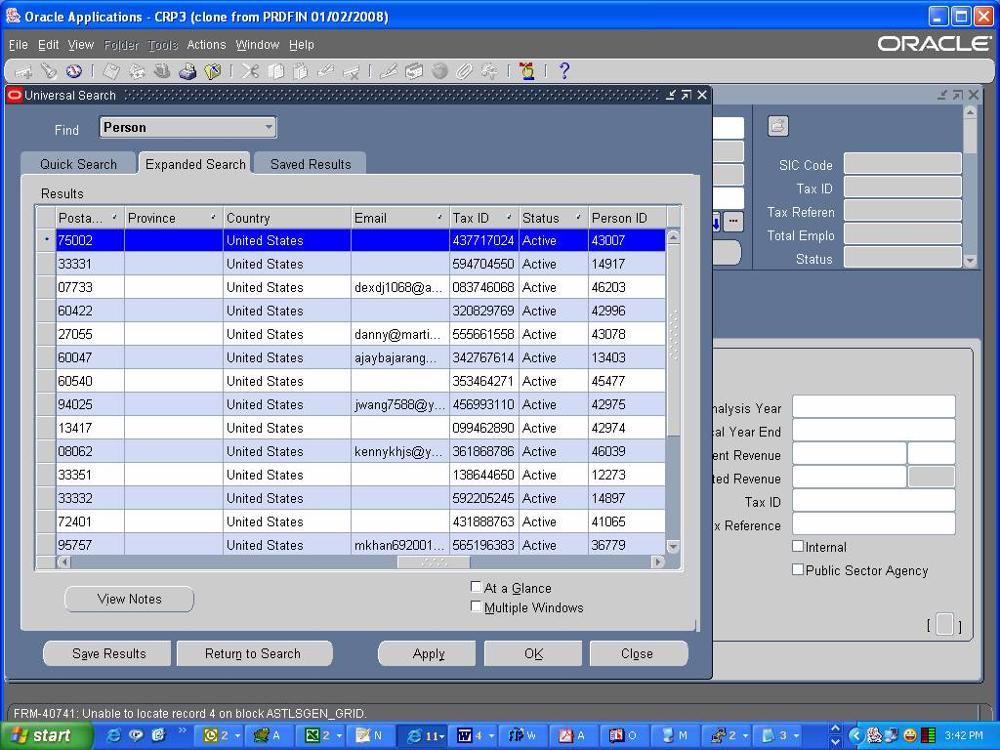 Oracle Applications - CRP3 (clone from PRDFIN 01/02/2008)
File Edit View Folder Tools Actions Window Help
ORACLE
Universal Search
Find Person
Quick Search Expanded Search Saved Results
Results
Posta... Province Country Email Tax ID Status Person ID
75002 United States 437717024 Active 43007
33331 United States 594704550 Active 14917
07733 United States dexdj1068@a... 083746068 Active 46203
60422 United States 320829769 Active 42996
27055 United States danny@marti... 555661558 Active 43078
60047 United States ajaybajarang... 342767614 Active 13403
60540 United States 353464271 Active 45477
94025 United States jwang7588@y... 456993110 Active 42975
13417 United States 099462890 Active 42974
08062 United States kennykhjs@y... 361868786 Active 46039
33351 United States 138644650 Active 12273
33332 United States 592205245 Active 14897
72401 United States 431888763 Active 41065
95757 United States mkhan692001... 565196383 Active 36779
View Notes
At a Glance
Multiple Windows
Save Results Return to Search Apply OK Close
SIC Code
Tax ID
Tax Referen
Total Emplo
Status
...
nalysis Year
cal Year End
ent Revenue
ted Revenue
Tax ID
x Reference
Internal
Public Sector Agency
[ ]
FRM-40741: Unable to locate record 4 on block ASTLSGEN_GRID.
start 2 A 2 N 11 4 W A O M 2 3 3:42 PM